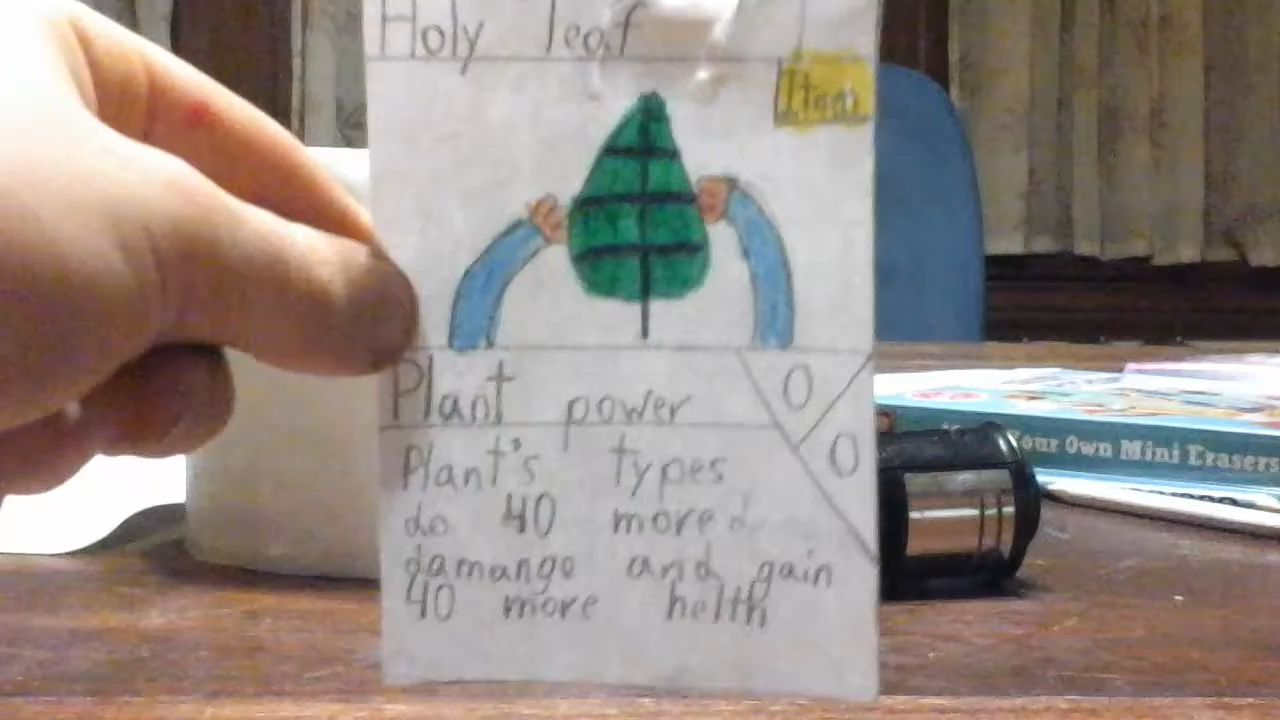 Holy leaf
Item
Plant power
0
0
Plant's types
do 40 more
damange and gain
40 more helth
Your Own Mini Erasers